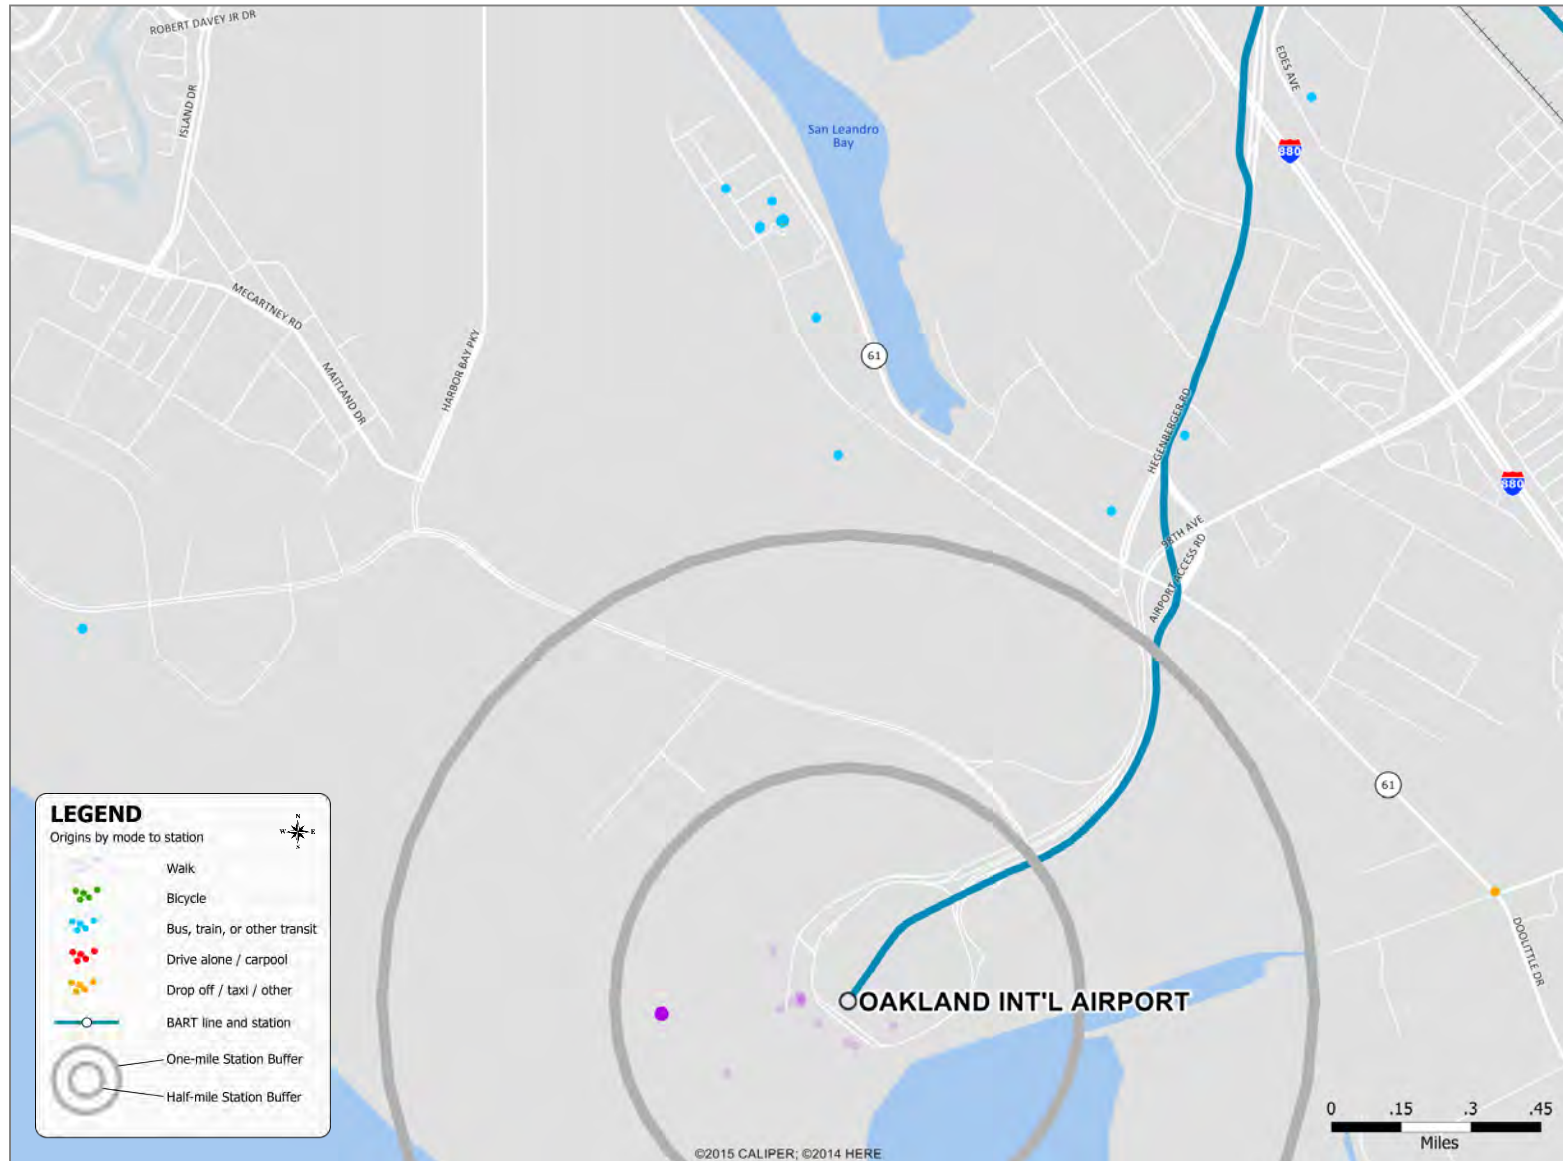 ROBERT DAVEY JR DR
ISLAND DR
EDES AVE
San Leandro
Bay
880
MECARTNEY RD
MAITLAND DR
HARBOR BAY PKY
61
HEGENBERGER RD
880
98TH AVE
AIRPORT ACCESS RD
61
DOOLITTLE DR
OAKLAND INT'L AIRPORT
LEGEND
Origins by mode to station
N
W E
S
Walk
Bicycle
Bus, train, or other transit
Drive alone / carpool
Drop off / taxi / other
BART line and station
One-mile Station Buffer
Half-mile Station Buffer
0 .15 .3 .45
Miles
©2015 CALIPER; ©2014 HERE